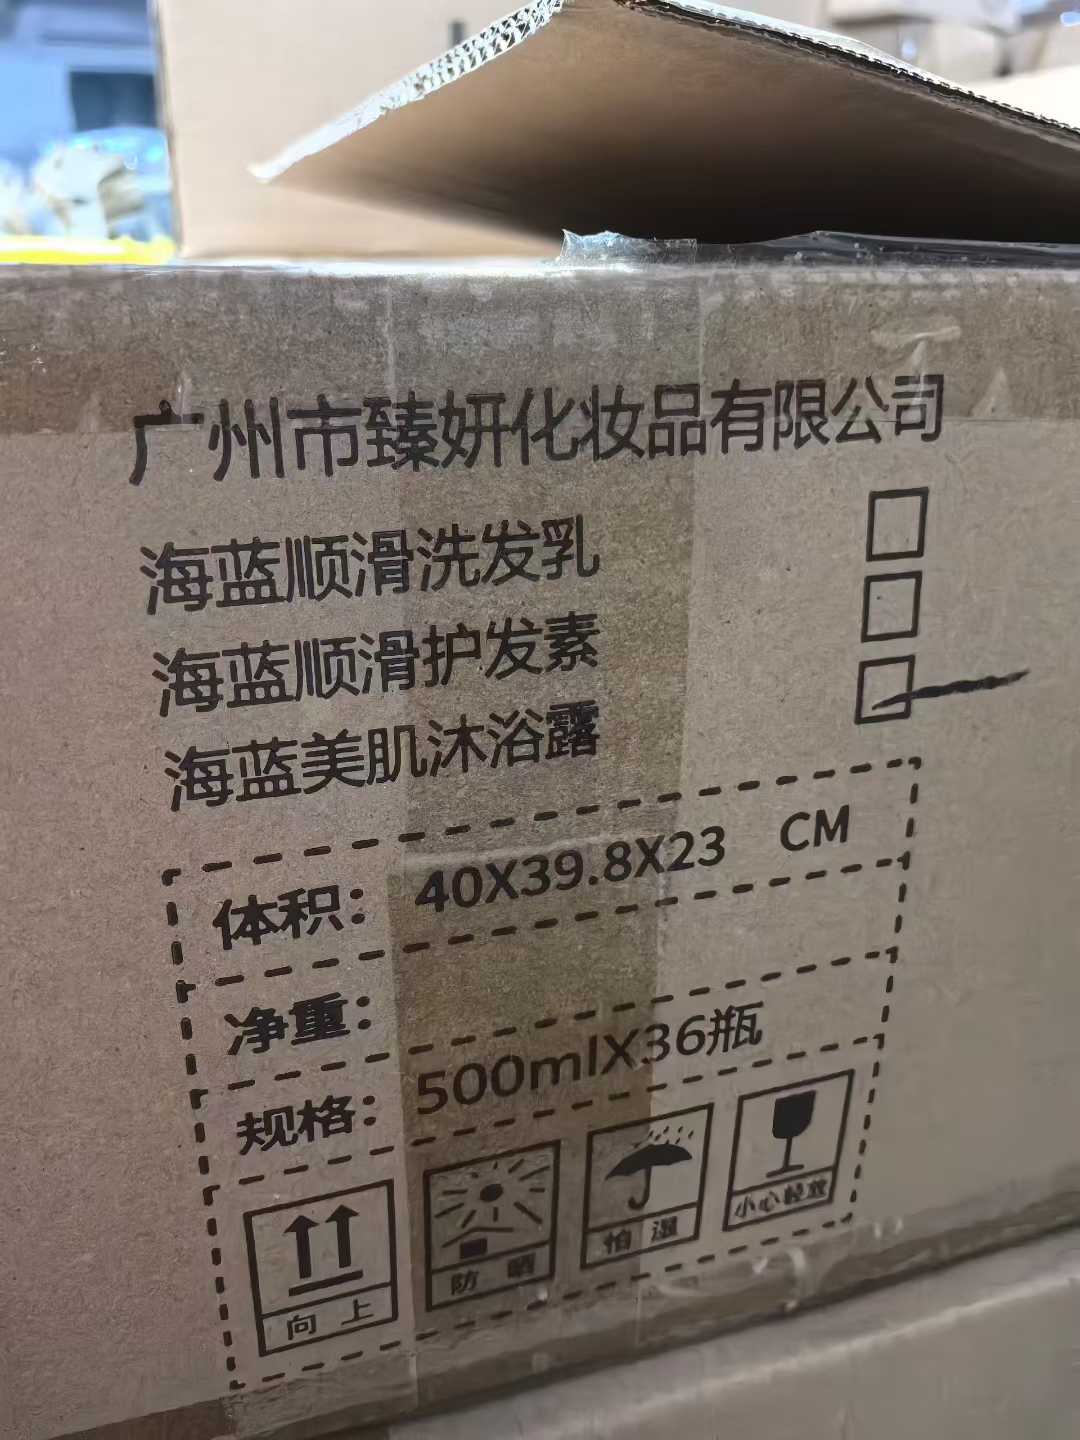 广州市臻妍化妆品有限公司
海蓝顺滑洗发乳
海蓝顺滑护发素
海蓝美肌沐浴露
体积：40X39.8X23 CM
净重：
规格：500mlX36瓶
向上
防晒
怕湿
小心轻放